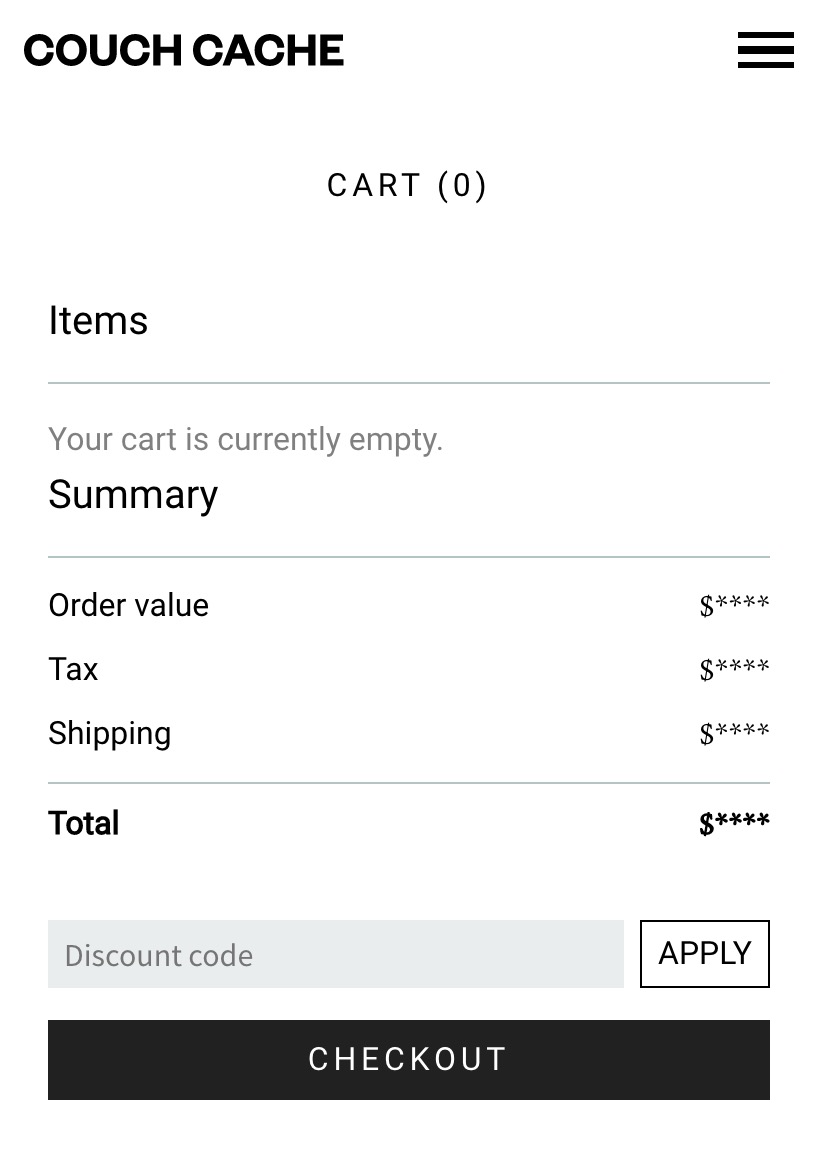 COUCH CACHE
CART (0)
Items
Your cart is currently empty.
Summary
Order value $****
Tax $****
Shipping $****
Total $****
Discount code APPLY
CHECKOUT